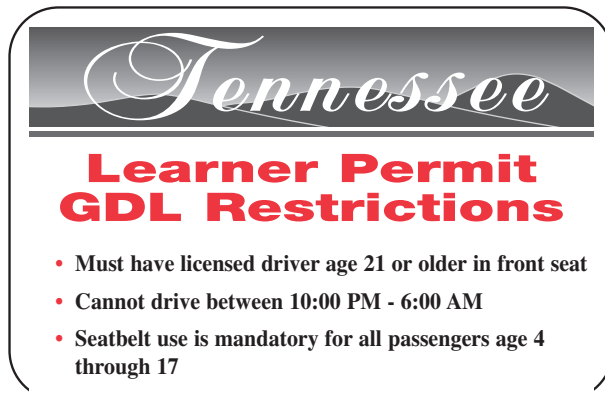 Tennessee
Learner Permit
GDL Restrictions
• Must have licensed driver age 21 or older in front seat
• Cannot drive between 10:00 PM - 6:00 AM
• Seatbelt use is mandatory for all passengers age 4
through 17